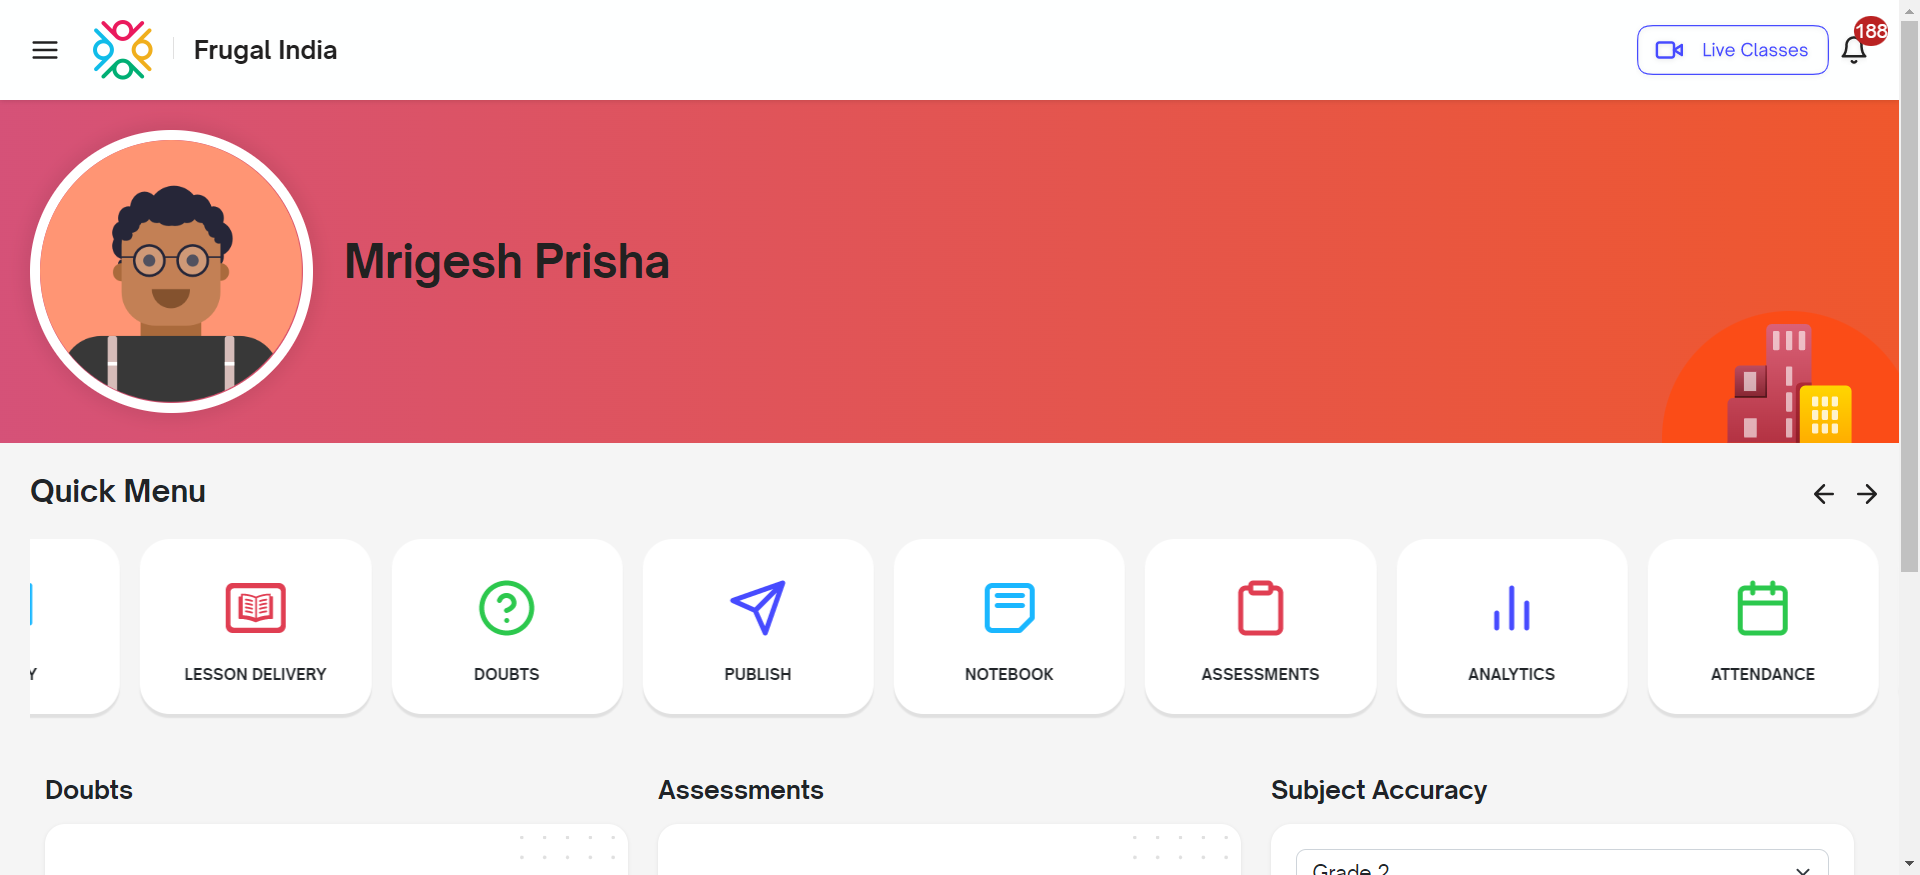 Frugal India
Live Classes
188
Mrigesh Prisha
Quick Menu
Y
LESSON DELIVERY
DOUBTS
PUBLISH
NOTEBOOK
ASSESSMENTS
ANALYTICS
ATTENDANCE
Doubts
Assessments
Subject Accuracy
Grade 2